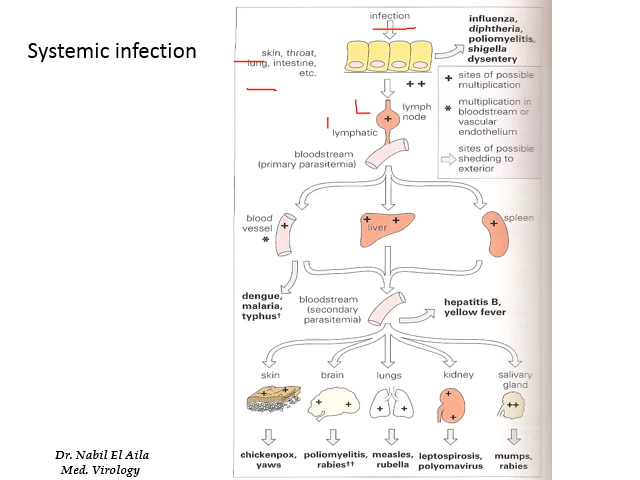 Systemic infection
infection
influenza,
diphtheria,
poliomyelitis,
shigella
dysentery
skin, throat,
lung, intestine,
etc.
+ sites of possible
multiplication
* multiplication in
bloodstream or
vascular
endothelium
sites of possible
shedding to
exterior
++
lymph
node
+
lymphatic
bloodstream
(primary parasitemia)
blood
vessel
*
+
+ +
liver
+
spleen
dengue,
malaria,
typhus†
bloodstream
(secondary
parasitemia)
hepatitis B,
yellow fever
skin
brain
lungs
kidney
salivary
gland
+ +
+ +
+ +
+ +
++
chickenpox,
yaws
poliomyelitis,
rabies††
measles,
rubella
leptospirosis,
polyomavirus
mumps,
rabies
Dr. Nabil El Aila
Med. Virology